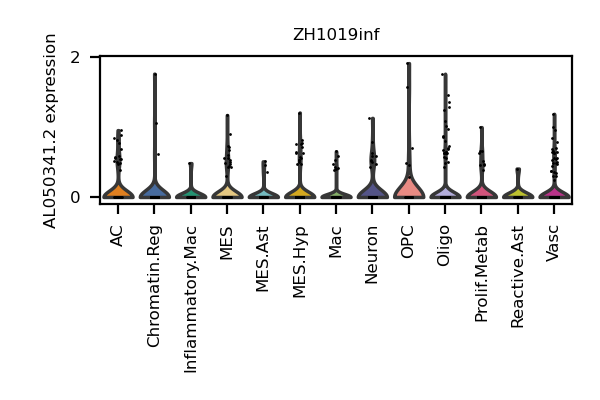 ZH1019inf
AL050341.2 expression
2
0
AC
Chromatin.Reg
Inflammatory.Mac
MES
MES.Ast
MES.Hyp
Mac
Neuron
OPC
Oligo
Prolif.Metab
Reactive.Ast
Vasc